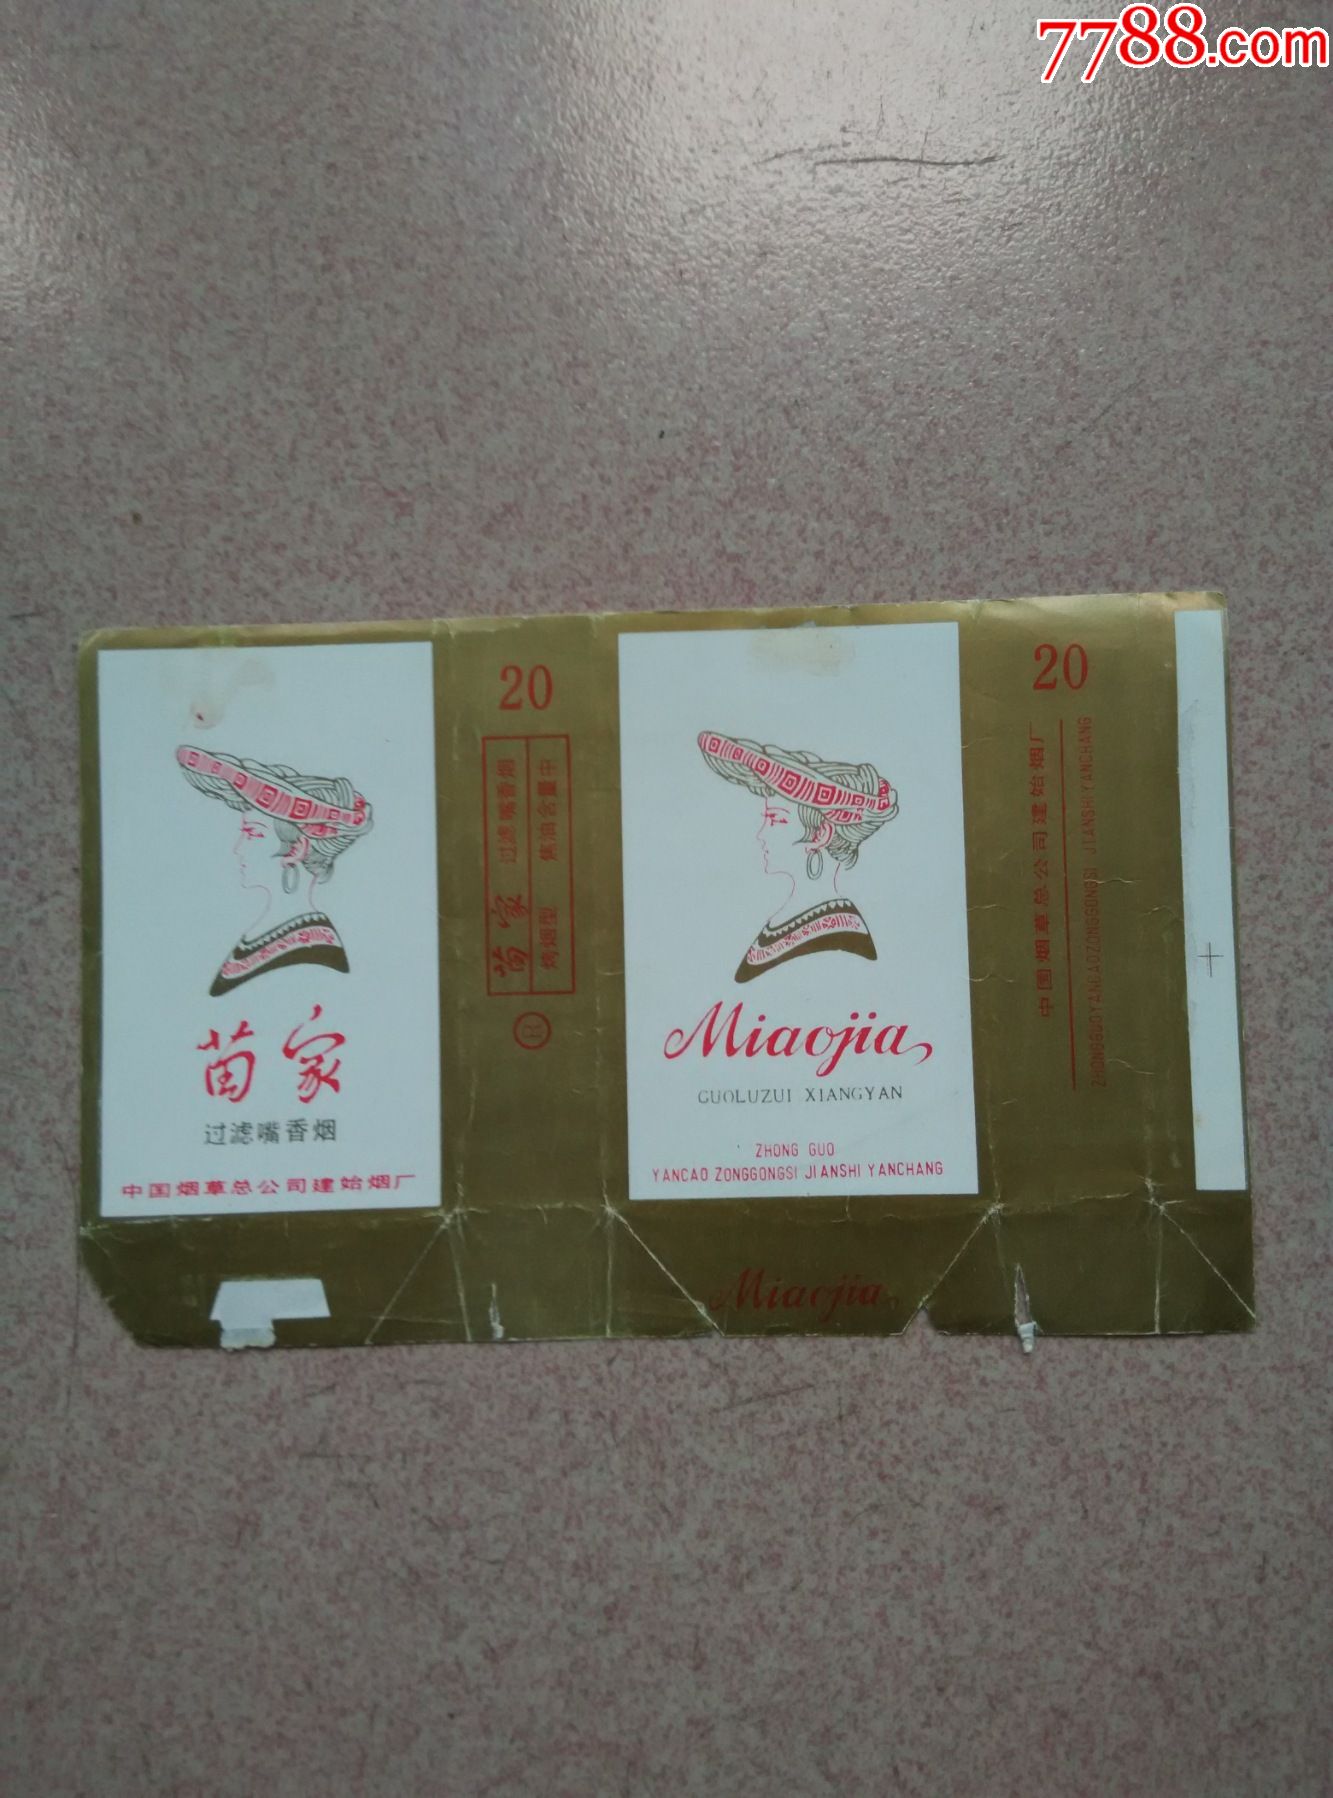 7788.com
苗家
过滤嘴香烟
中国烟草总公司建始烟厂
20
苗家 过滤嘴香烟
烤烟型 焦油含量中
R
Miaojia
GUOLUZUI XIANGYAN
ZHONG GUO
YANCAO ZONGGONGSI JIANSHI YANCHANG
Miaojia
20
中国烟草总公司建始烟厂
ZHONGGUOYANCAOZONGGONGSI JIANSHIYANCHANG